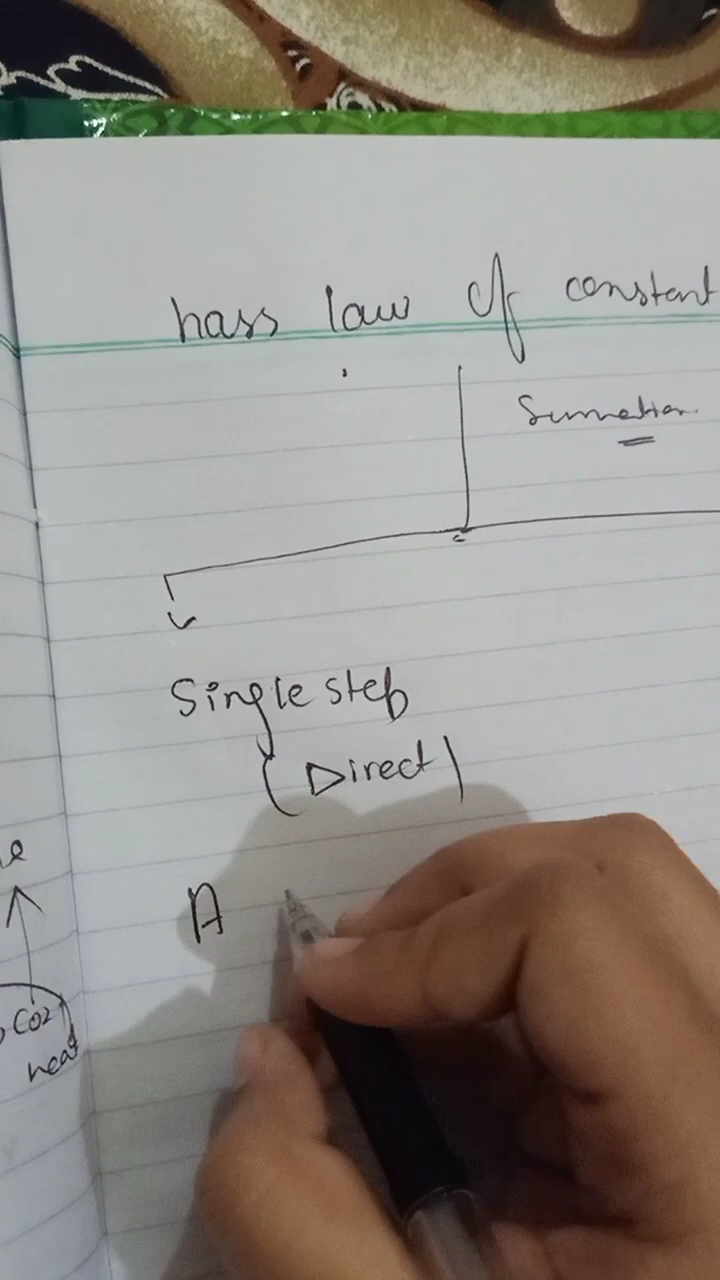 hass law of constant
Summation
Single step
(Direct)
A
CO2
heat